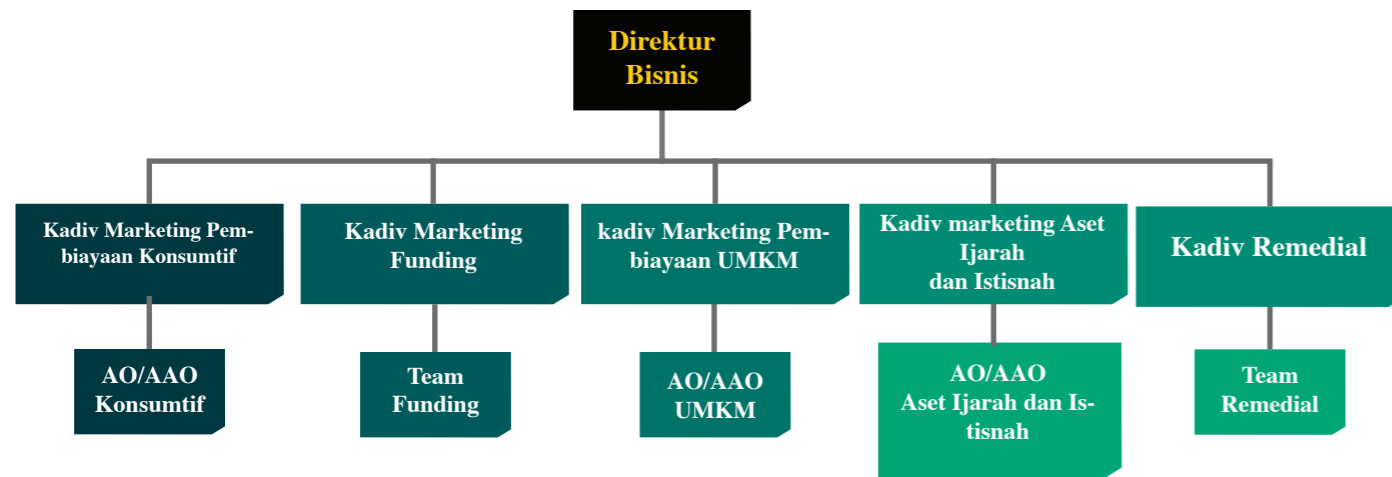 Direktur
Bisnis
Kadiv Marketing Pem-
biayaan Konsumtif
Kadiv Marketing
Funding
kadiv Marketing Pem-
biayaan UMKM
Kadiv marketing Aset
Ijarah
dan Istisnah
Kadiv Remedial
AO/AAO
Konsumtif
Team
Funding
AO/AAO
UMKM
AO/AAO
Aset Ijarah dan Is-
tisnah
Team
Remedial